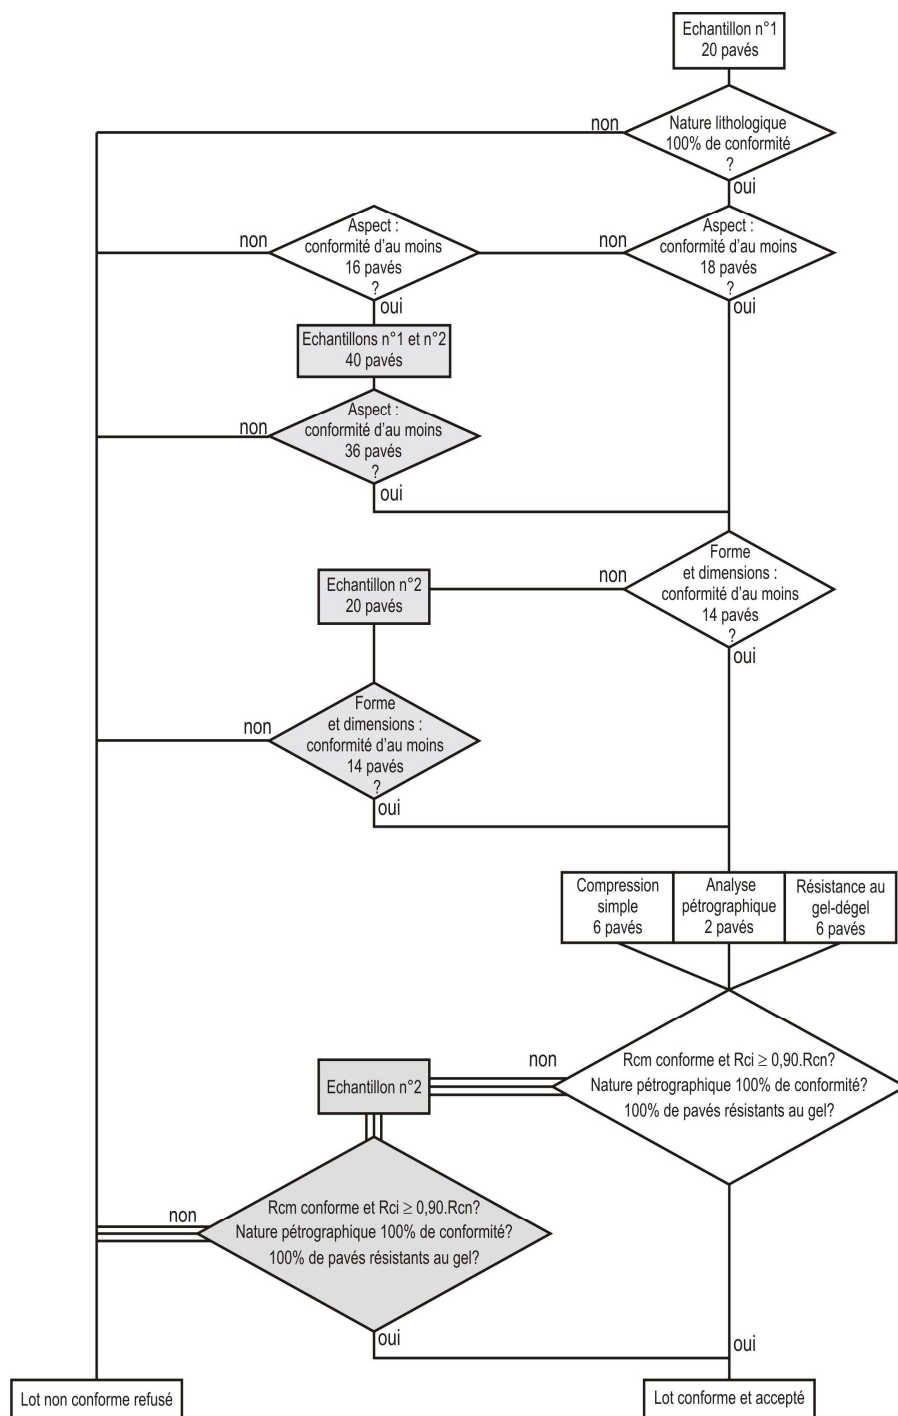 Echantillon n°1
20 pavés
non
Nature lithologique
100% de conformité
?
oui
non
Aspect :
conformité d'au moins
16 pavés
?
oui
non
Aspect :
conformité d'au moins
18 pavés
?
oui
Echantillons n°1 et n°2
40 pavés
non
Aspect :
conformité d'au moins
36 pavés
?
oui
Forme
et dimensions :
conformité d'au moins
14 pavés
?
non
oui
Echantillon n°2
20 pavés
non
Forme
et dimensions :
conformité d'au moins
14 pavés
?
oui
Compression
simple
6 pavés
Analyse
pétrographique
2 pavés
Résistance au
gel-dégel
6 pavés
non
Rcm conforme et Rci ≥ 0,90.Rcn?
Nature pétrographique 100% de conformité?
100% de pavés résistants au gel?
Echantillon n°2
non
Rcm conforme et Rci ≥ 0,90.Rcn?
Nature pétrographique 100% de conformité?
100% de pavés résistants au gel?
oui
oui
Lot non conforme refusé
Lot conforme et accepté